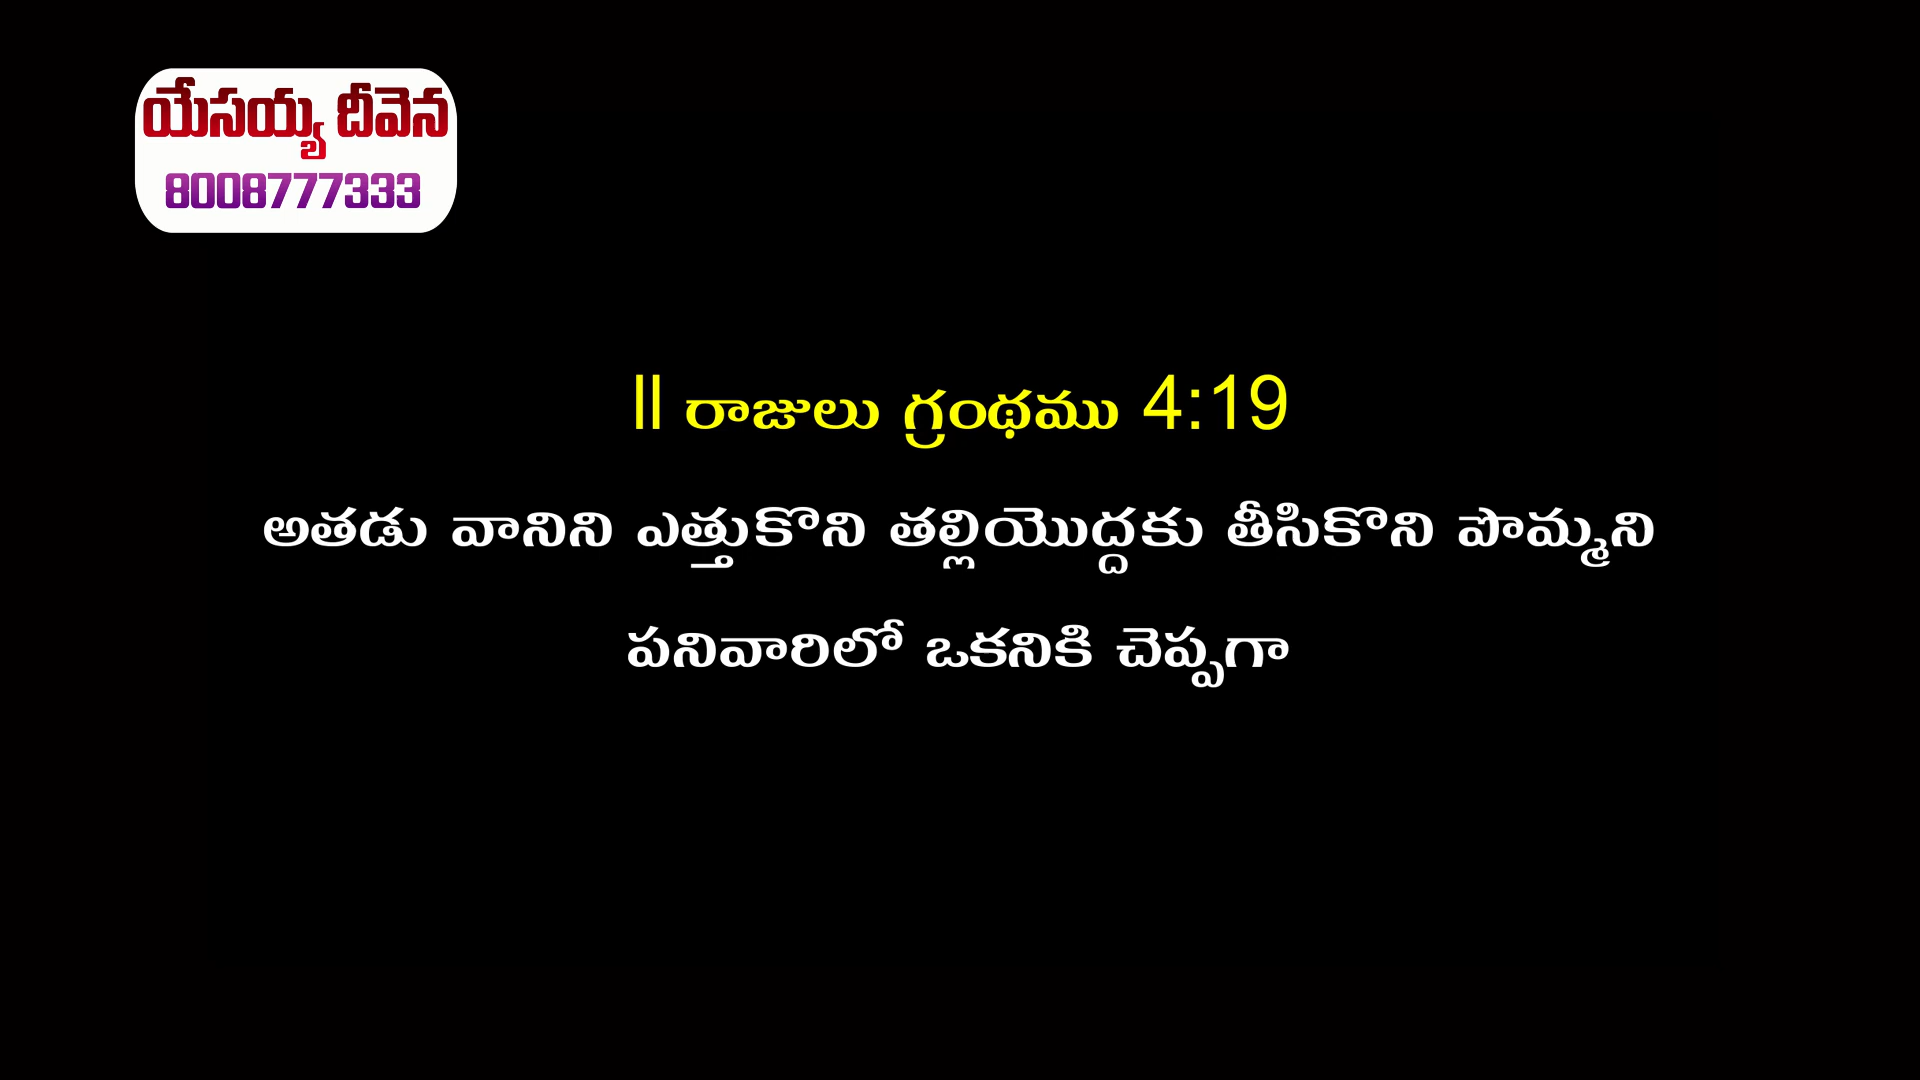 యేసయ్య దీవెన
8008777333
II రాజులు గ్రంథము 4:19
అతడు వానిని ఎత్తుకొని తల్లియొద్దకు తీసికొని పొమ్మని
పనివారిలో ఒకనికి చెప్పగా